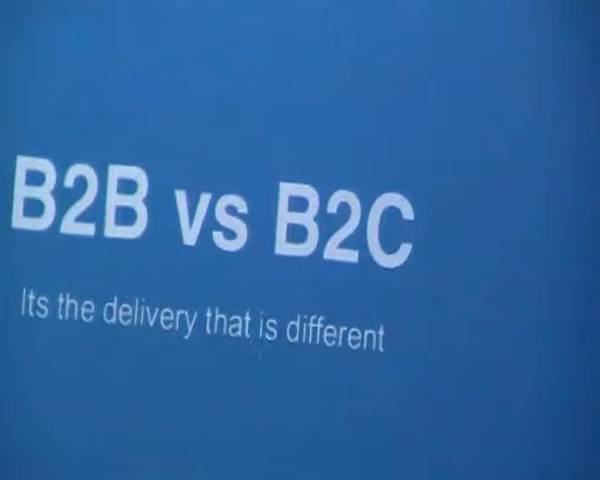 B2B vs B2C
Its the delivery that is different